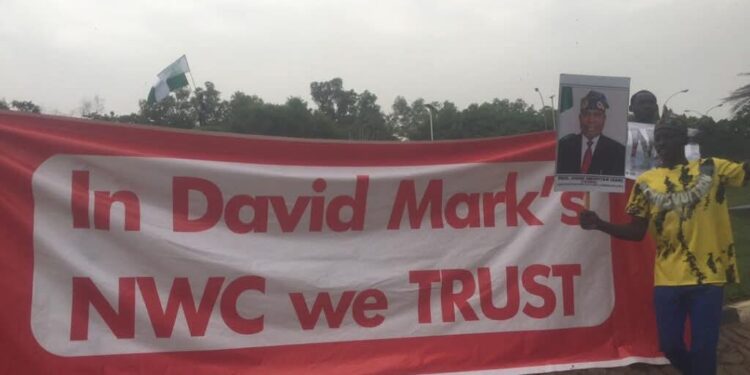 In David Mark's
NWC we TRUST